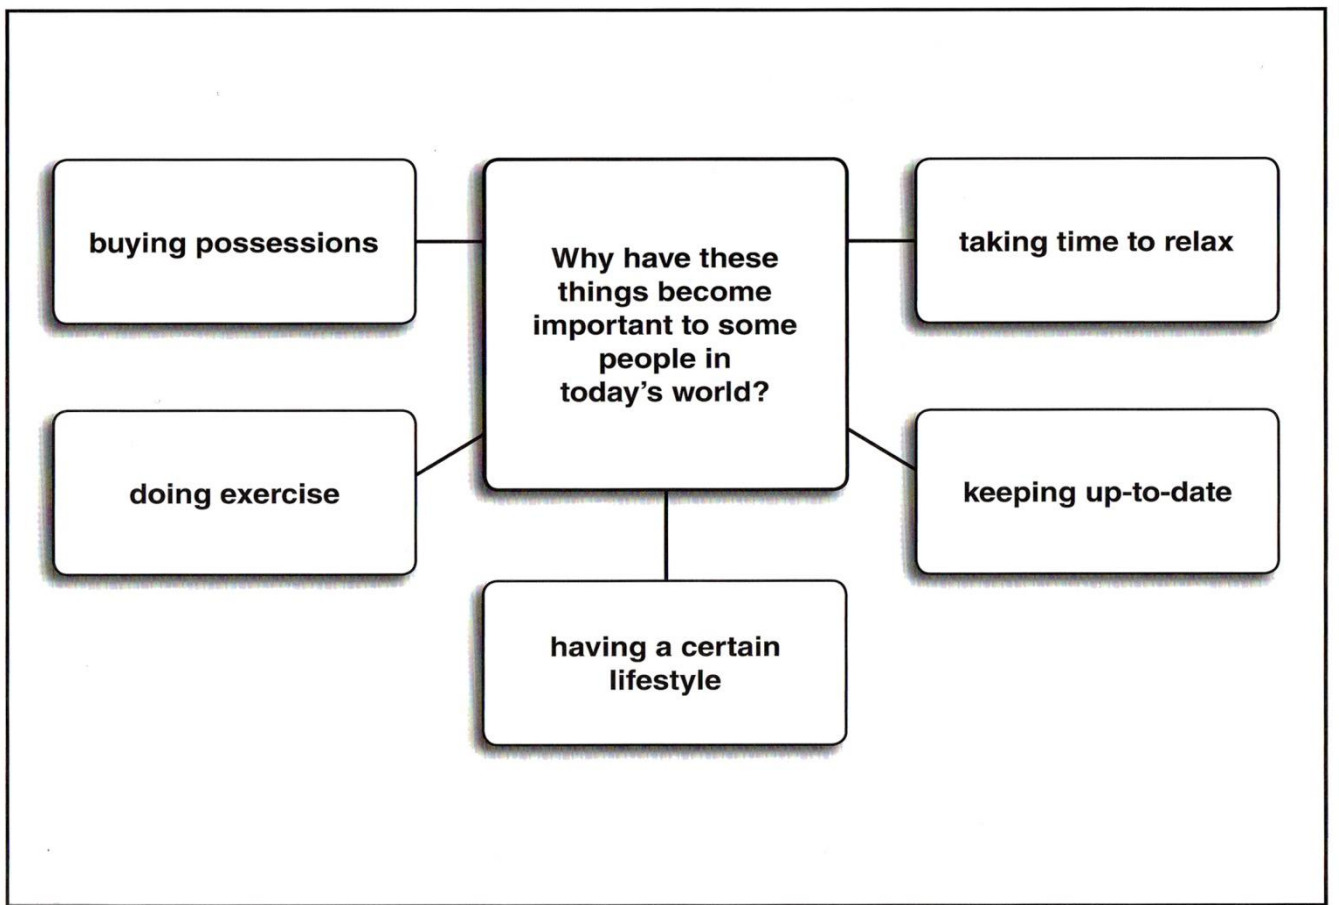 buying possessions
Why have these
things become
important to some
people in
today's world?
taking time to relax
doing exercise
keeping up-to-date
having a certain
lifestyle